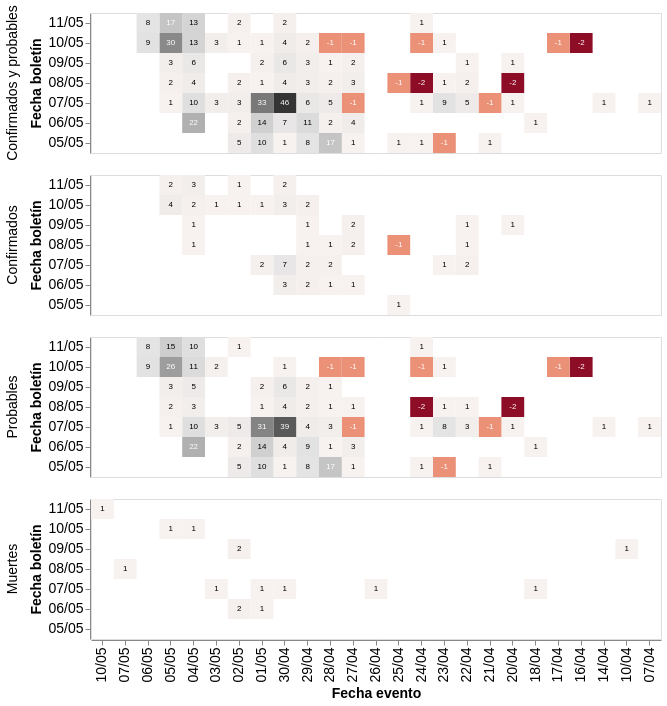 Confirmados y probables
Fecha boletín
11/05 8 17 13 2 2 1
10/05 9 30 13 3 1 1 4 2 -1 -1 -1 1 -1 -2
09/05 3 6 2 6 3 1 2 1 1
08/05 2 4 2 1 4 3 2 3 -1 -2 1 2 -2
07/05 1 10 3 3 33 46 6 5 -1 1 9 5 -1 1 1 1
06/05 22 2 14 7 11 2 4 1
05/05 5 10 1 8 17 1 1 1 -1 1
Confirmados
Fecha boletín
11/05 2 3 1 2
10/05 4 2 1 1 1 3 2
09/05 1 1 2 1 1
08/05 1 1 1 2 -1 1
07/05 2 7 2 2 1 2
06/05 3 2 1 1
05/05 1
Probables
Fecha boletín
11/05 8 15 10 1 1
10/05 9 26 11 2 1 -1 -1 -1 1 -1 -2
09/05 3 5 2 6 2 1
08/05 2 3 1 4 2 1 1 -2 1 1 -2
07/05 1 10 3 5 31 39 4 3 -1 1 8 3 -1 1 1 1
06/05 22 2 14 4 9 1 3 1
05/05 5 10 1 8 17 1 1 -1 1
Muertes
Fecha boletín
11/05 1
10/05 1 1
09/05 2 1
08/05 1
07/05 1 1 1 1 1
06/05 2 1
05/05
10/05 07/05 06/05 05/05 04/05 03/05 02/05 01/05 30/04 29/04 28/04 27/04 26/04 25/04 24/04 23/04 22/04 21/04 20/04 18/04 17/04 16/04 14/04 10/04 07/04
Fecha evento